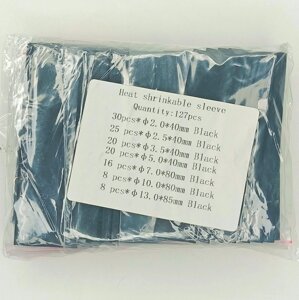 Heat shrinkable sleeve
Quantity:127pcs
30pcs*φ2.0*40mm Black
25 pcs*φ2.5*40mm Black
20 pcs*φ3.5*40mm Black
20 pcs*φ5.0*40mm Black
16 pcs*φ7.0*80mm Black
8 pcs*φ10.0*80mm Black
8 pcs*φ13.0*85mm Black